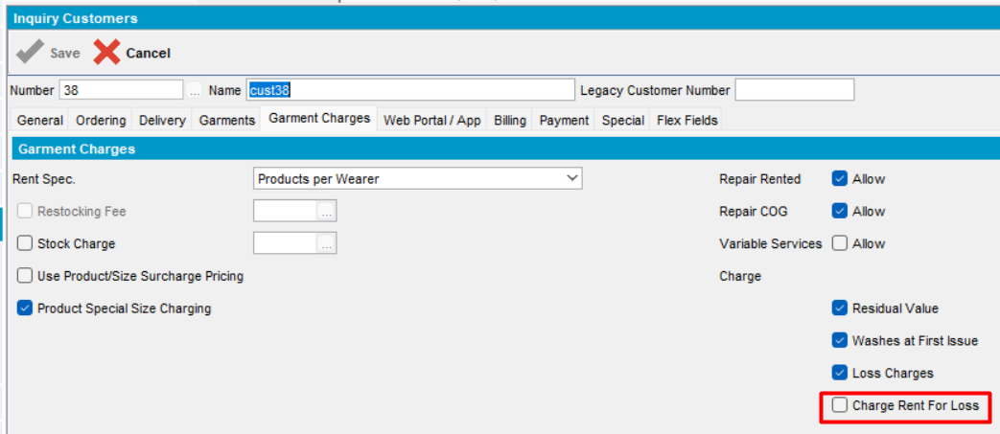 Inquiry Customers
Save Cancel
Number 38 ... Name cust38 Legacy Customer Number
General Ordering Delivery Garments Garment Charges Web Portal / App Billing Payment Special Flex Fields
Garment Charges
Rent Spec. Products per Wearer Repair Rented Allow
Restocking Fee ... Repair COG Allow
Stock Charge ... Variable Services Allow
Use Product/Size Surcharge Pricing Charge
Product Special Size Charging Residual Value
Washes at First Issue
Loss Charges
Charge Rent For Loss